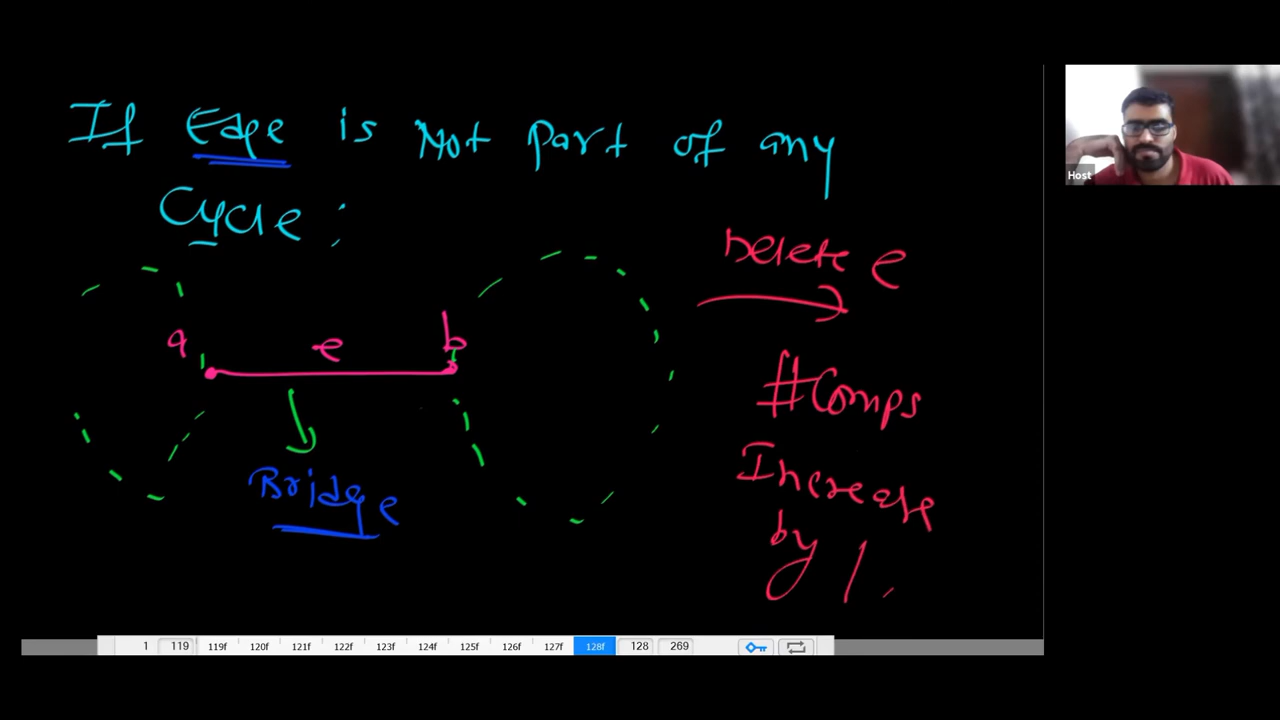 If Edge is Not part of any
Cycle :
Delete e
a
e
b
#Comps
Bridge
Increase
by 1.
Host
1 119 119f 120f 121f 122f 123f 124f 125f 126f 127f 128f 128 269